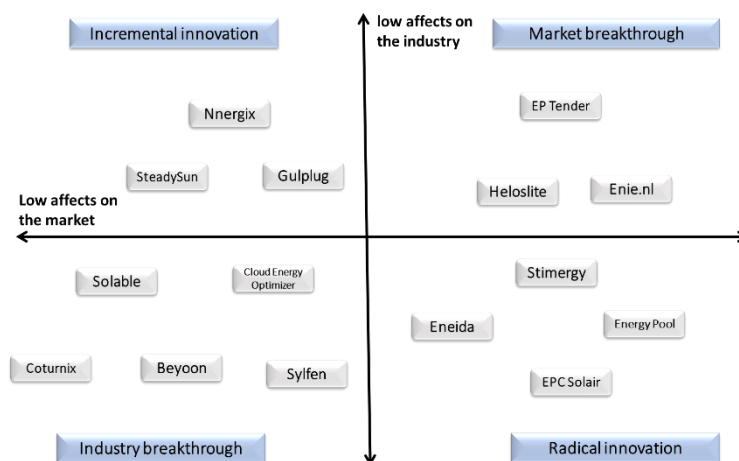 Incremental innovation
low affects on
the industry
Market breakthrough
Nnergix
EP Tender
SteadySun
Gulplug
Heloslite
Enie.nl
Low affects on
the market
Solable
Cloud Energy
Optimizer
Stimergy
Eneida
Energy Pool
Coturnix
Beyoon
Sylfen
EPC Solair
Industry breakthrough
Radical innovation